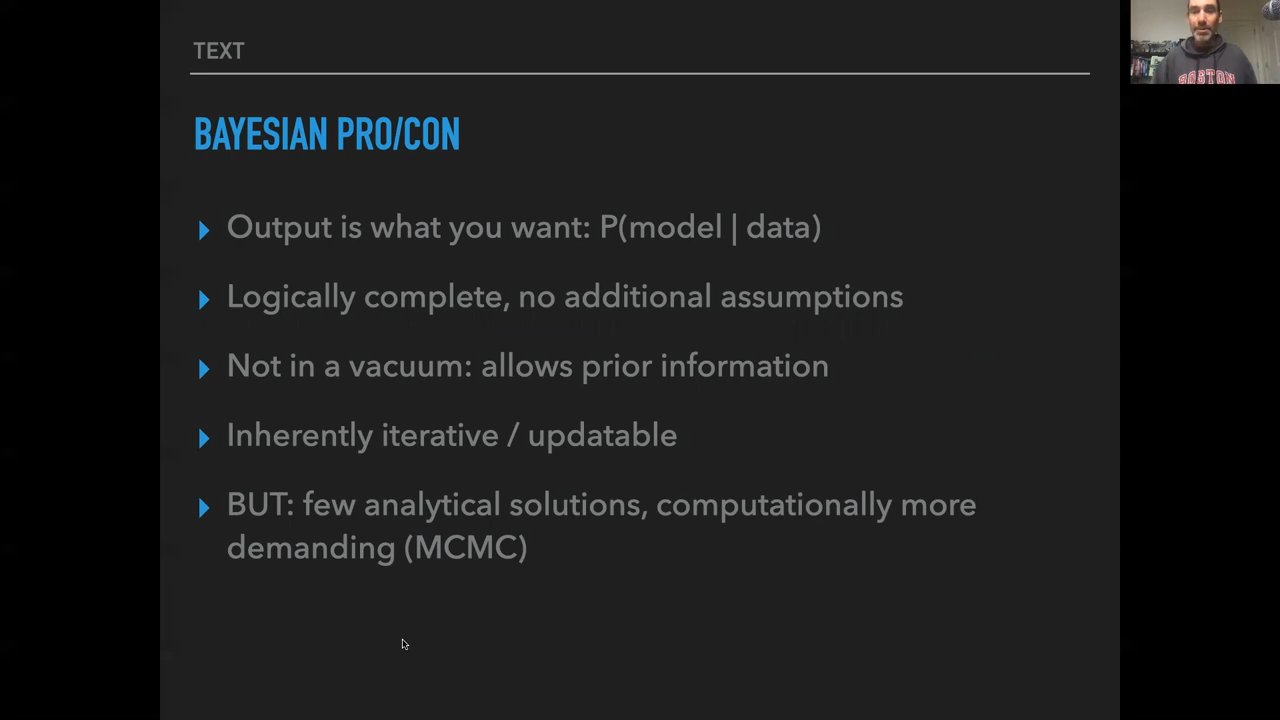 TEXT
BAYESIAN PRO/CON
Output is what you want: P(model | data)
Logically complete, no additional assumptions
Not in a vacuum: allows prior information
Inherently iterative / updatable
BUT: few analytical solutions, computationally more
demanding (MCMC)
BOSTON